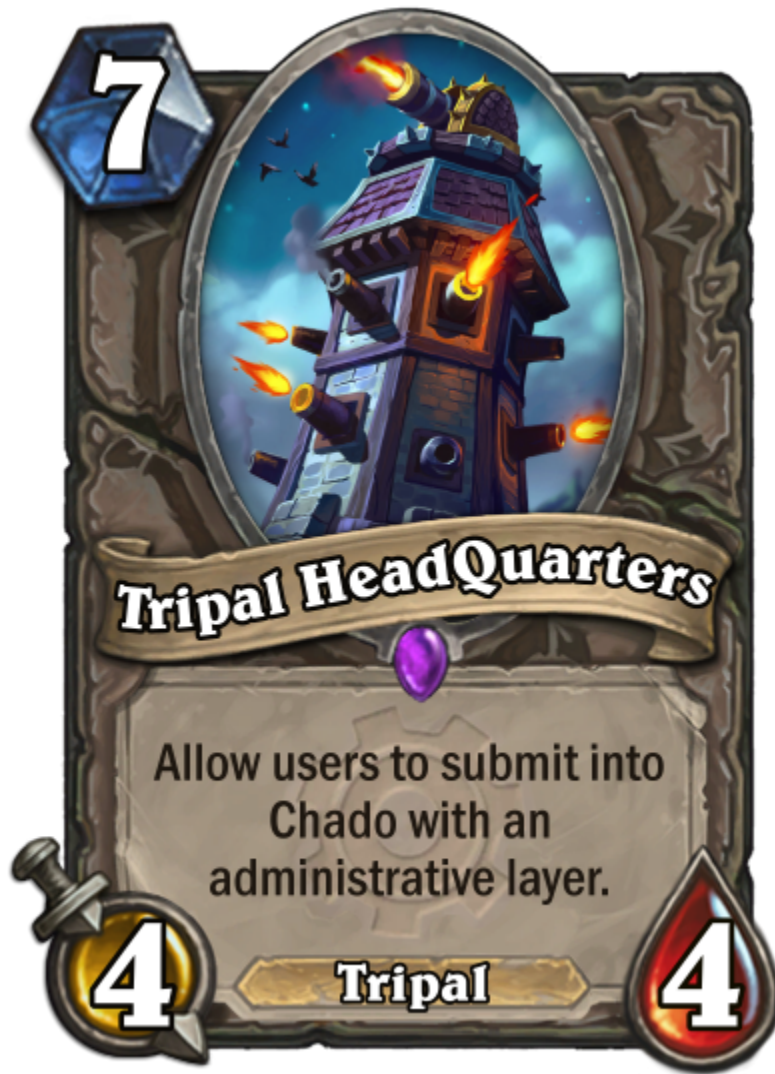 7
Tripal HeadQuarters
Allow users to submit into
Chado with an
administrative layer.
4
Tripal
4